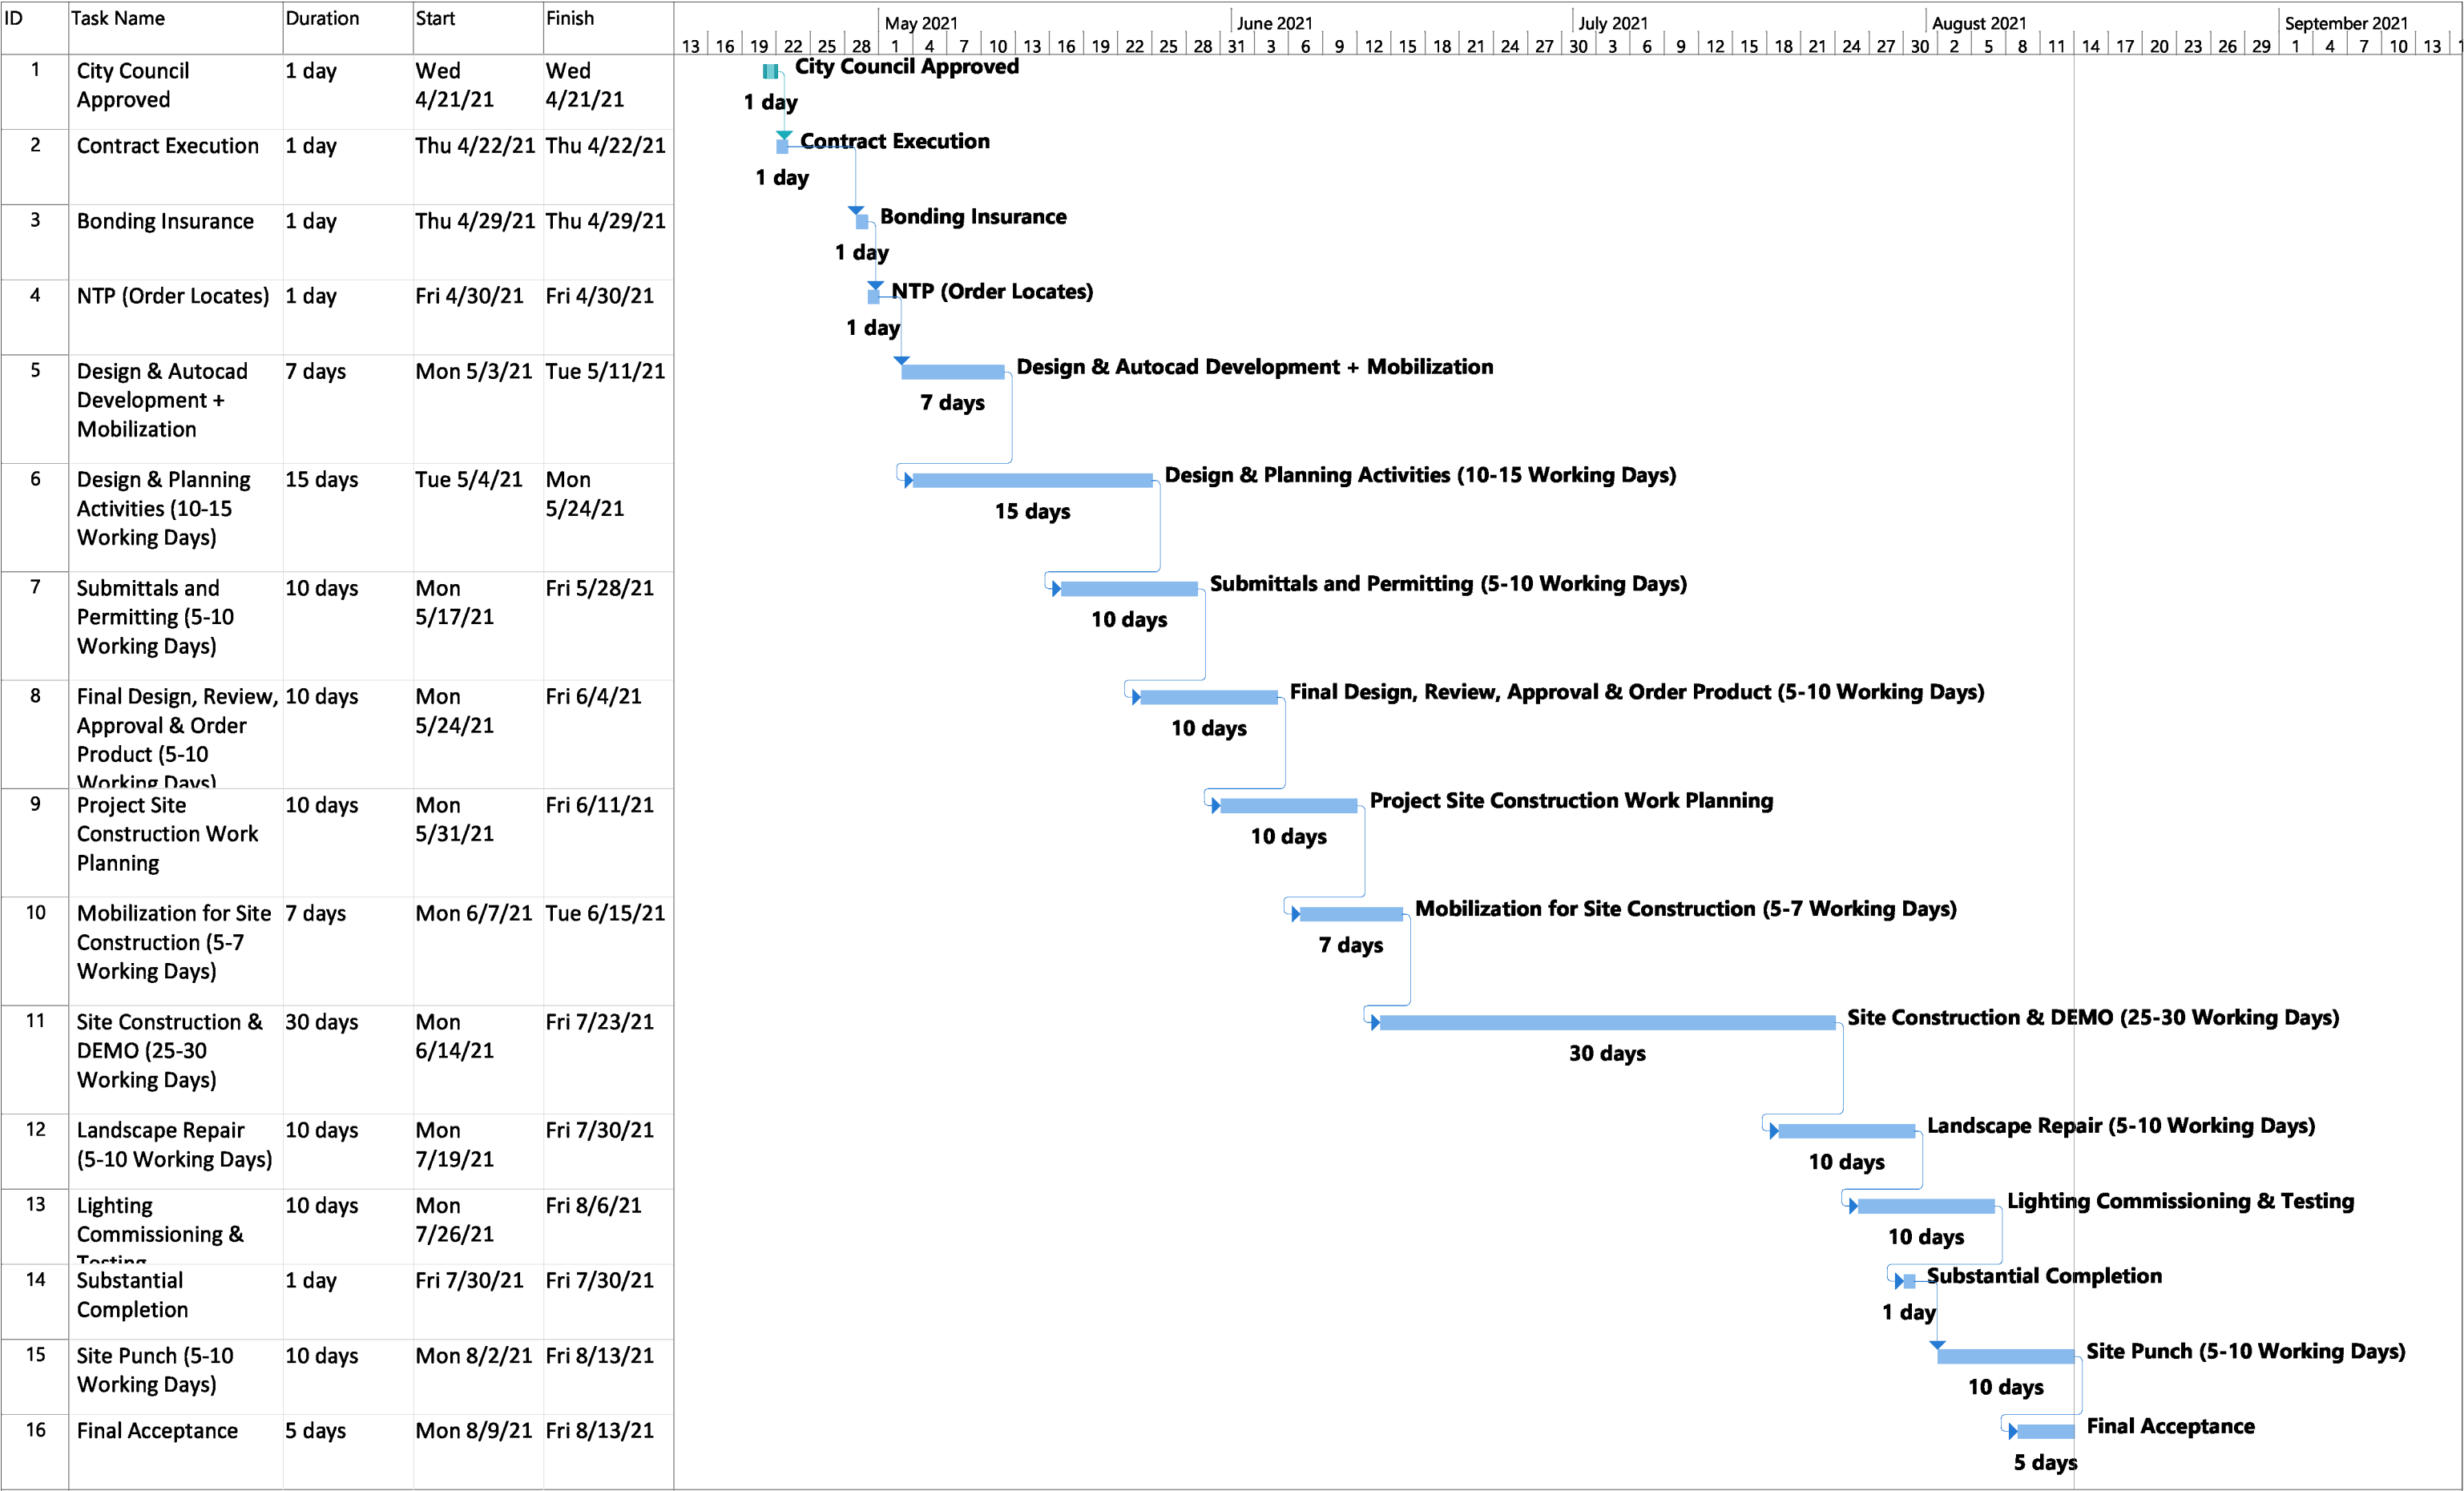 ID Task Name Duration Start Finish
May 2021 June 2021 July 2021 August 2021 September 2021
13 16 19 22 25 28 1 4 7 10 13 16 19 22 25 28 31 3 6 9 12 15 18 21 24 27 30 3 6 9 12 15 18 21 24 27 30 2 5 8 11 14 17 20 23 26 29 1 4 7 10 13
1 City Council 1 day Wed Wed City Council Approved
Approved 4/21/21 4/21/21 1 day
2 Contract Execution 1 day Thu 4/22/21 Thu 4/22/21 Contract Execution
1 day
3 Bonding Insurance 1 day Thu 4/29/21 Thu 4/29/21 Bonding Insurance
1 day
4 NTP (Order Locates) 1 day Fri 4/30/21 Fri 4/30/21 NTP (Order Locates)
1 day
5 Design & Autocad 7 days Mon 5/3/21 Tue 5/11/21 Design & Autocad Development + Mobilization
Development + 7 days
Mobilization
6 Design & Planning 15 days Tue 5/4/21 Mon Design & Planning Activities (10-15 Working Days)
Activities (10-15 5/24/21 15 days
Working Days)
7 Submittals and 10 days Mon Fri 5/28/21 Submittals and Permitting (5-10 Working Days)
Permitting (5-10 5/17/21 10 days
Working Days)
8 Final Design, Review, 10 days Mon Fri 6/4/21 Final Design, Review, Approval & Order Product (5-10 Working Days)
Approval & Order 5/24/21 10 days
Product (5-10
Working Days)
9 Project Site 10 days Mon Fri 6/11/21 Project Site Construction Work Planning
Construction Work 5/31/21 10 days
Planning
10 Mobilization for Site 7 days Mon 6/7/21 Tue 6/15/21 Mobilization for Site Construction (5-7 Working Days)
Construction (5-7 7 days
Working Days)
11 Site Construction & 30 days Mon Fri 7/23/21 Site Construction & DEMO (25-30 Working Days)
DEMO (25-30 6/14/21 30 days
Working Days)
12 Landscape Repair 10 days Mon Fri 7/30/21 Landscape Repair (5-10 Working Days)
(5-10 Working Days) 7/19/21 10 days
13 Lighting 10 days Mon Fri 8/6/21 Lighting Commissioning & Testing
Commissioning & 7/26/21 10 days
Testing
14 Substantial 1 day Fri 7/30/21 Fri 7/30/21 Substantial Completion
Completion 1 day
15 Site Punch (5-10 10 days Mon 8/2/21 Fri 8/13/21 Site Punch (5-10 Working Days)
Working Days) 10 days
16 Final Acceptance 5 days Mon 8/9/21 Fri 8/13/21 Final Acceptance
5 days